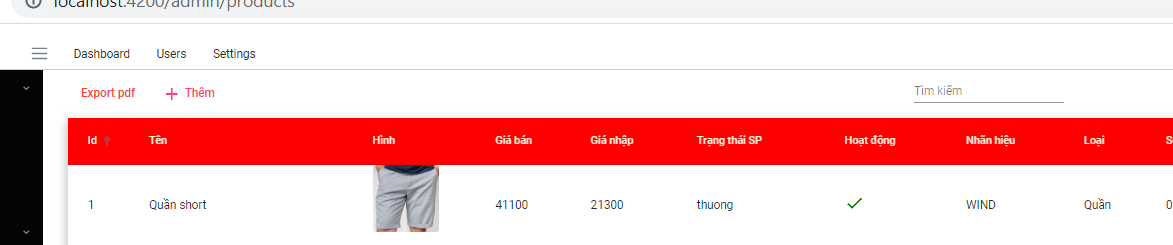 localhost:4200/admin/products
Dashboard Users Settings
Export pdf + Thêm Tìm kiếm
Id Tên Hình Giá bán Giá nhập Trạng thái SP Hoạt động Nhãn hiệu Loại
1 Quần short 41100 21300 thuong WIND Quần 0